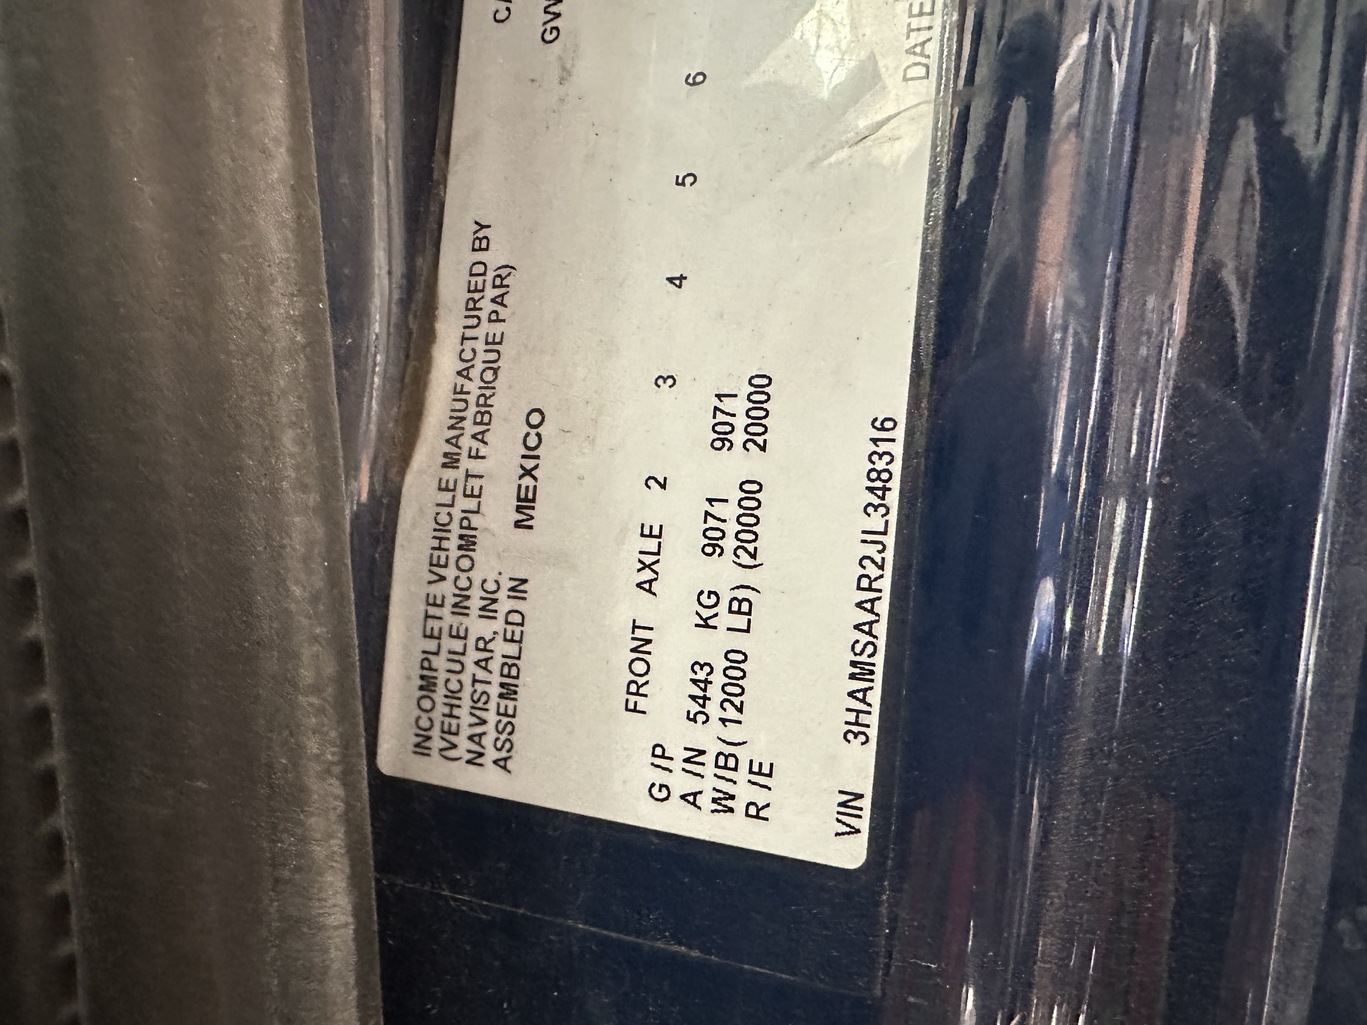 INCOMPLETE VEHICLE MANUFACTURED BY
(VEHICULE INCOMPLET FABRIQUE PAR)
NAVISTAR, INC.
ASSEMBLED IN MEXICO
G /P FRONT AXLE 2 3 4 5 6
A /N 5443 KG 9071 9071
W/B ( 12000 LB) (20000 20000
R /E
VIN 3HAMSAAR2JL348316
DATE